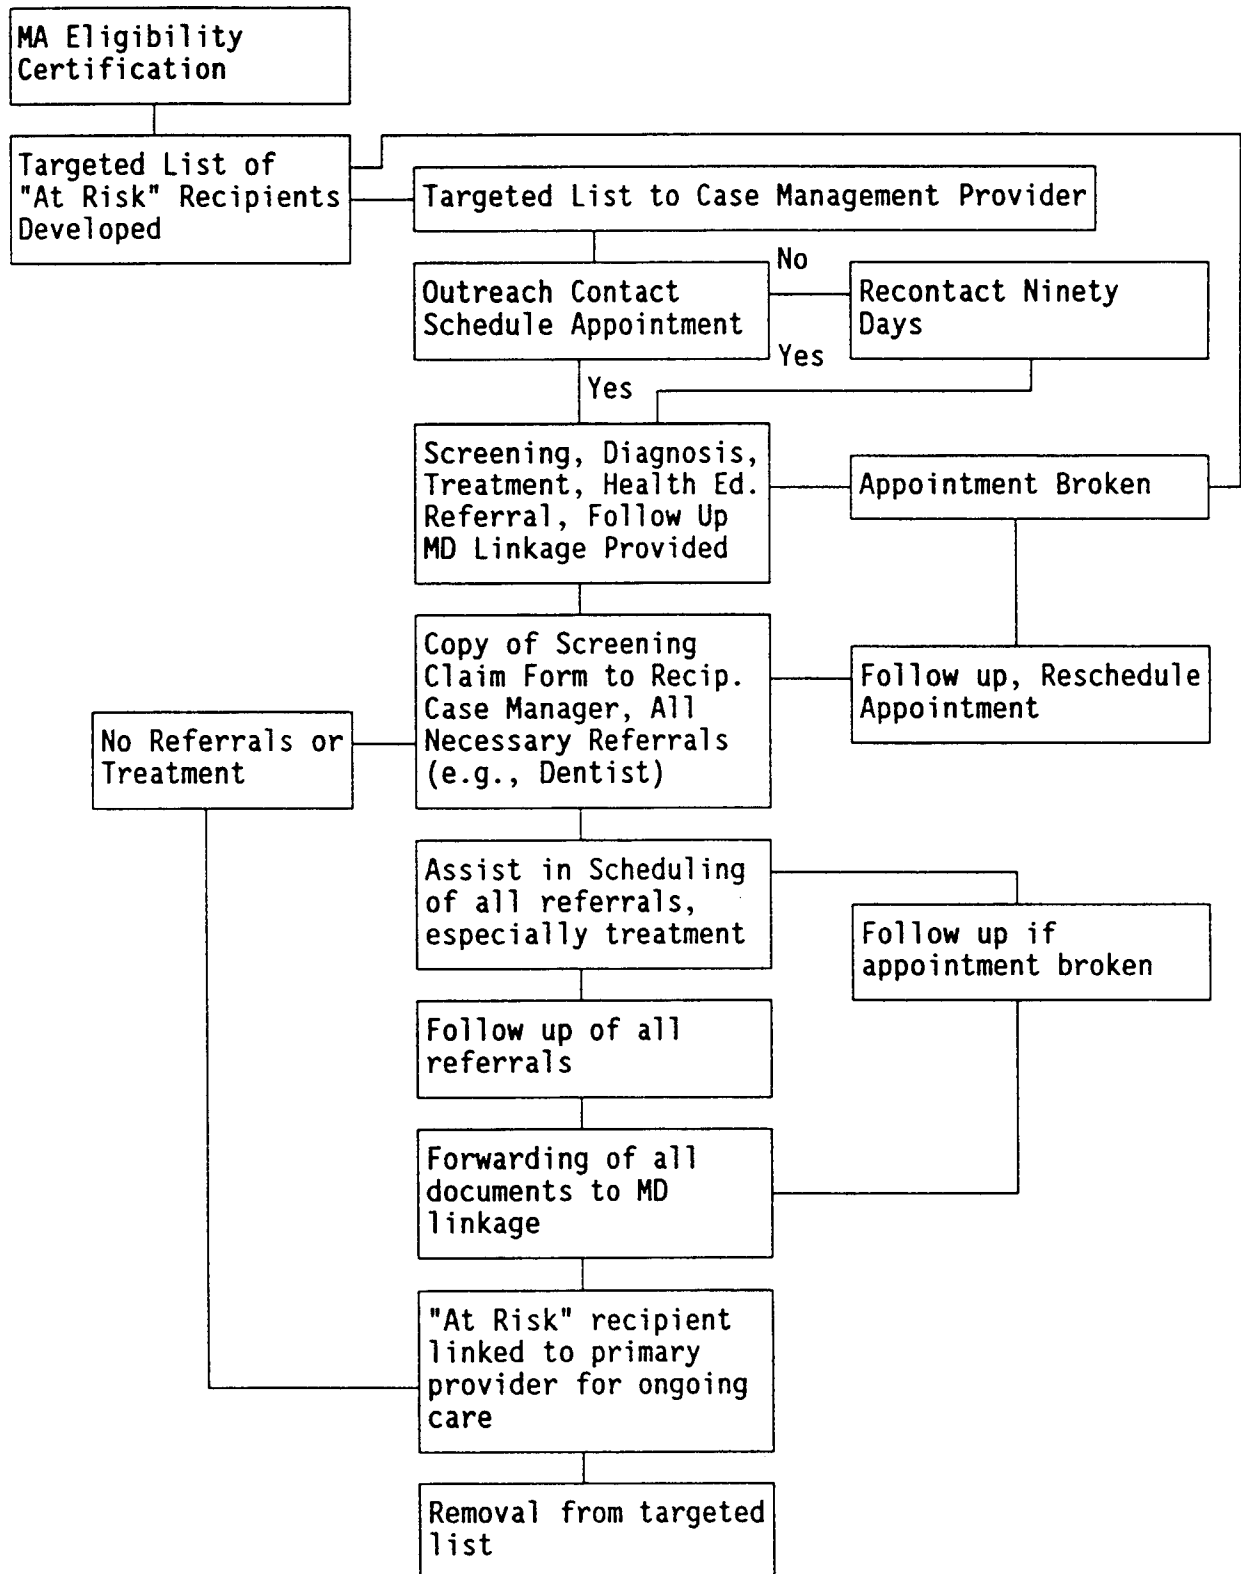 MA Eligibility
Certification
Targeted List of
"At Risk" Recipients
Developed
Targeted List to Case Management Provider
No
Outreach Contact
Schedule Appointment
Recontact Ninety
Days
Yes
Yes
Screening, Diagnosis,
Treatment, Health Ed.
Referral, Follow Up
MD Linkage Provided
Appointment Broken
Copy of Screening
Claim Form to Recip.
Case Manager, All
Necessary Referrals
(e.g., Dentist)
Follow up, Reschedule
Appointment
No Referrals or
Treatment
Assist in Scheduling
of all referrals,
especially treatment
Follow up if
appointment broken
Follow up of all
referrals
Forwarding of all
documents to MD
linkage
"At Risk" recipient
linked to primary
provider for ongoing
care
Removal from targeted
list